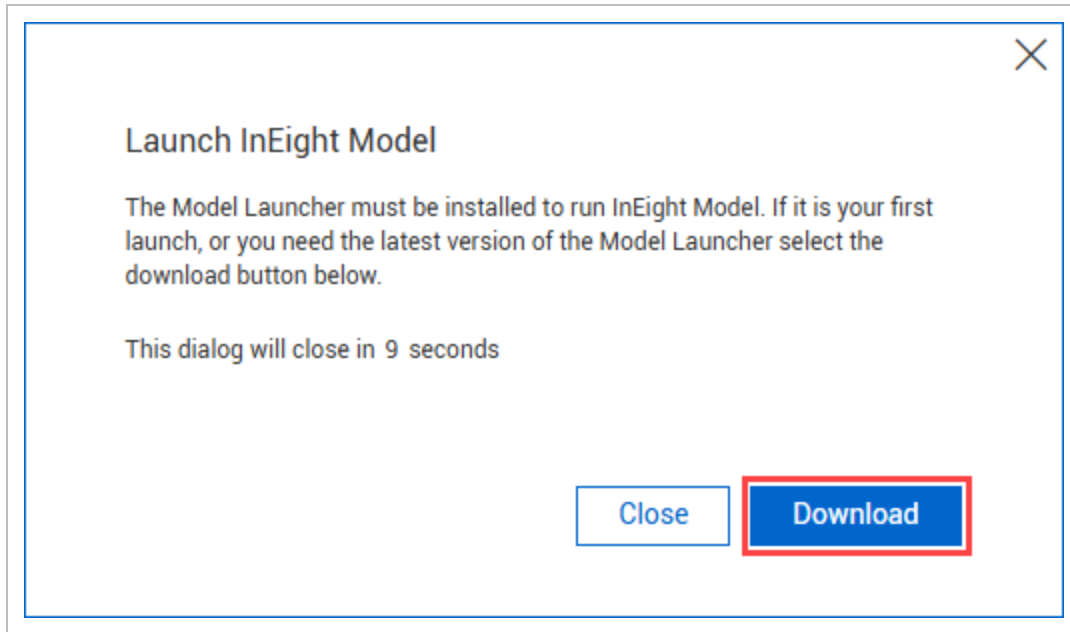 Launch InEight Model
The Model Launcher must be installed to run InEight Model. If it is your first
launch, or you need the latest version of the Model Launcher select the
download button below.
This dialog will close in 9 seconds
Close
Download